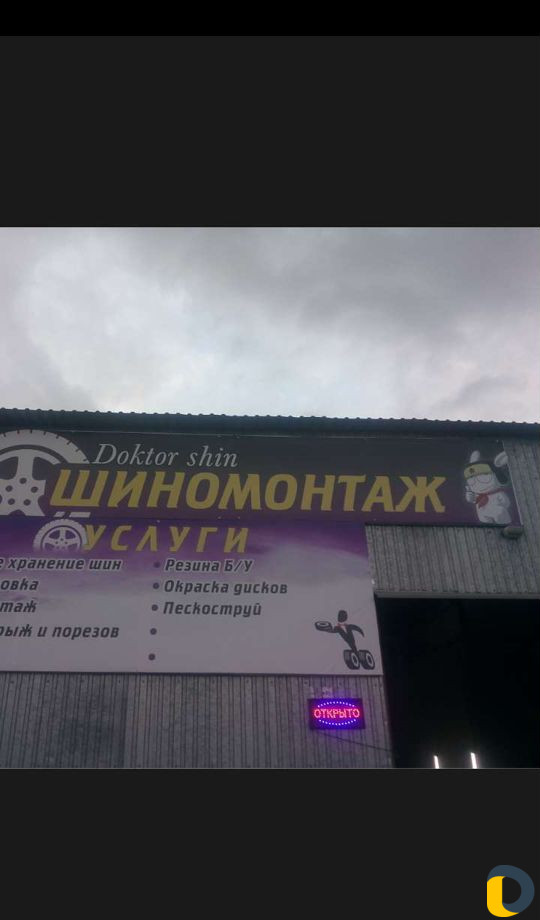 Doktor shin
ШИНОМОНТАЖ
УСЛУГИ
е хранение шин
овка
таж
рыж и порезов
• Резина Б/У
• Окраска дисков
• Пескоструй
•
•
ОТКРЫТО